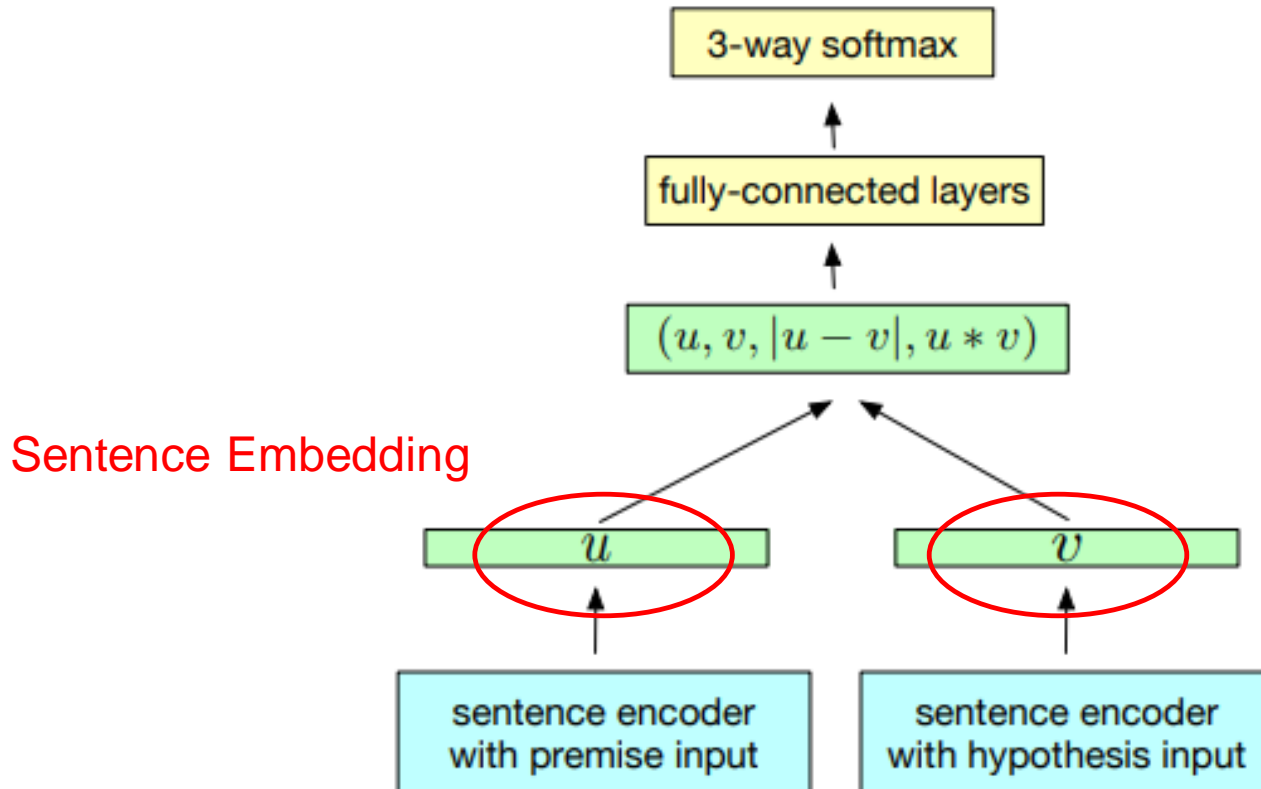 3-way softmax
fully-connected layers
(u, v, |u − v|, u ∗ v)
Sentence Embedding
u
v
sentence encoder
with premise input
sentence encoder
with hypothesis input